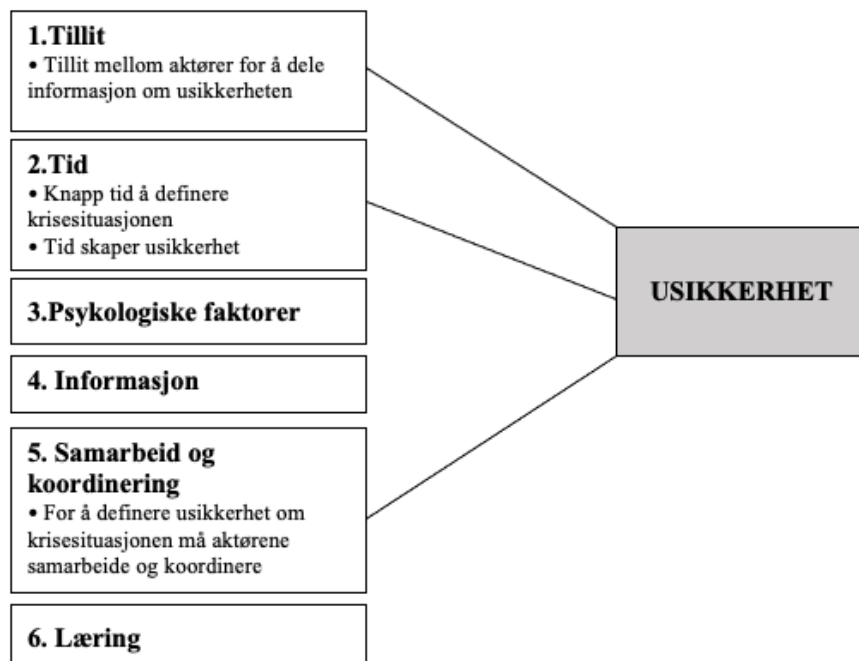 1.Tillit
• Tillit mellom aktører for å dele
informasjon om usikkerheten
2.Tid
• Knapp tid å definere
krisesituasjonen
• Tid skaper usikkerhet
3.Psykologiske faktorer
4. Informasjon
5. Samarbeid og
koordinering
• For å definere usikkerhet om
krisesituasjonen må aktørene
samarbeide og koordinere
6. Læring
USIKKERHET